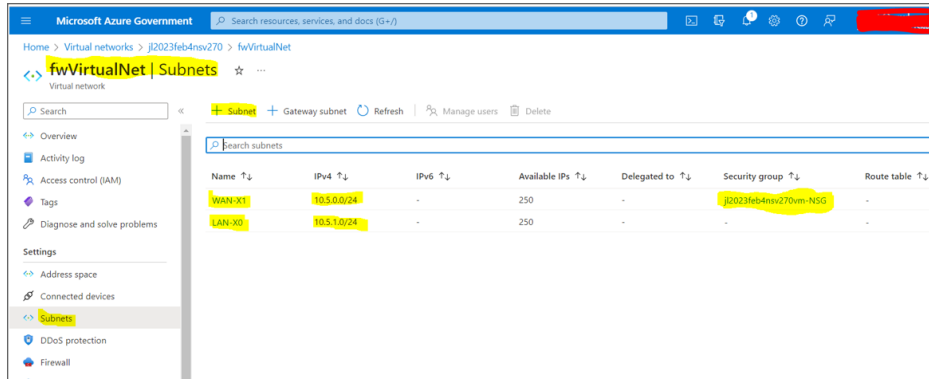 Microsoft Azure Government
Search resources, services, and docs (G+/)
1
Home > Virtual networks > jl2023feb4nsv270 > fwVirtualNet
fwVirtualNet | Subnets
Virtual network
Search
Subnet
Gateway subnet
Refresh
Manage users
Delete
Overview
Activity log
Access control (IAM)
Tags
Diagnose and solve problems
Settings
Address space
Connected devices
Subnets
DDoS protection
Firewall
Search subnets
Name IPv4 IPv6 Available IPs Delegated to Security group Route table
WAN-X1 10.5.0.0/24 - 250 - jl2023feb4nsv270vm-NSG -
LAN-X0 10.5.1.0/24 - 250 - - -